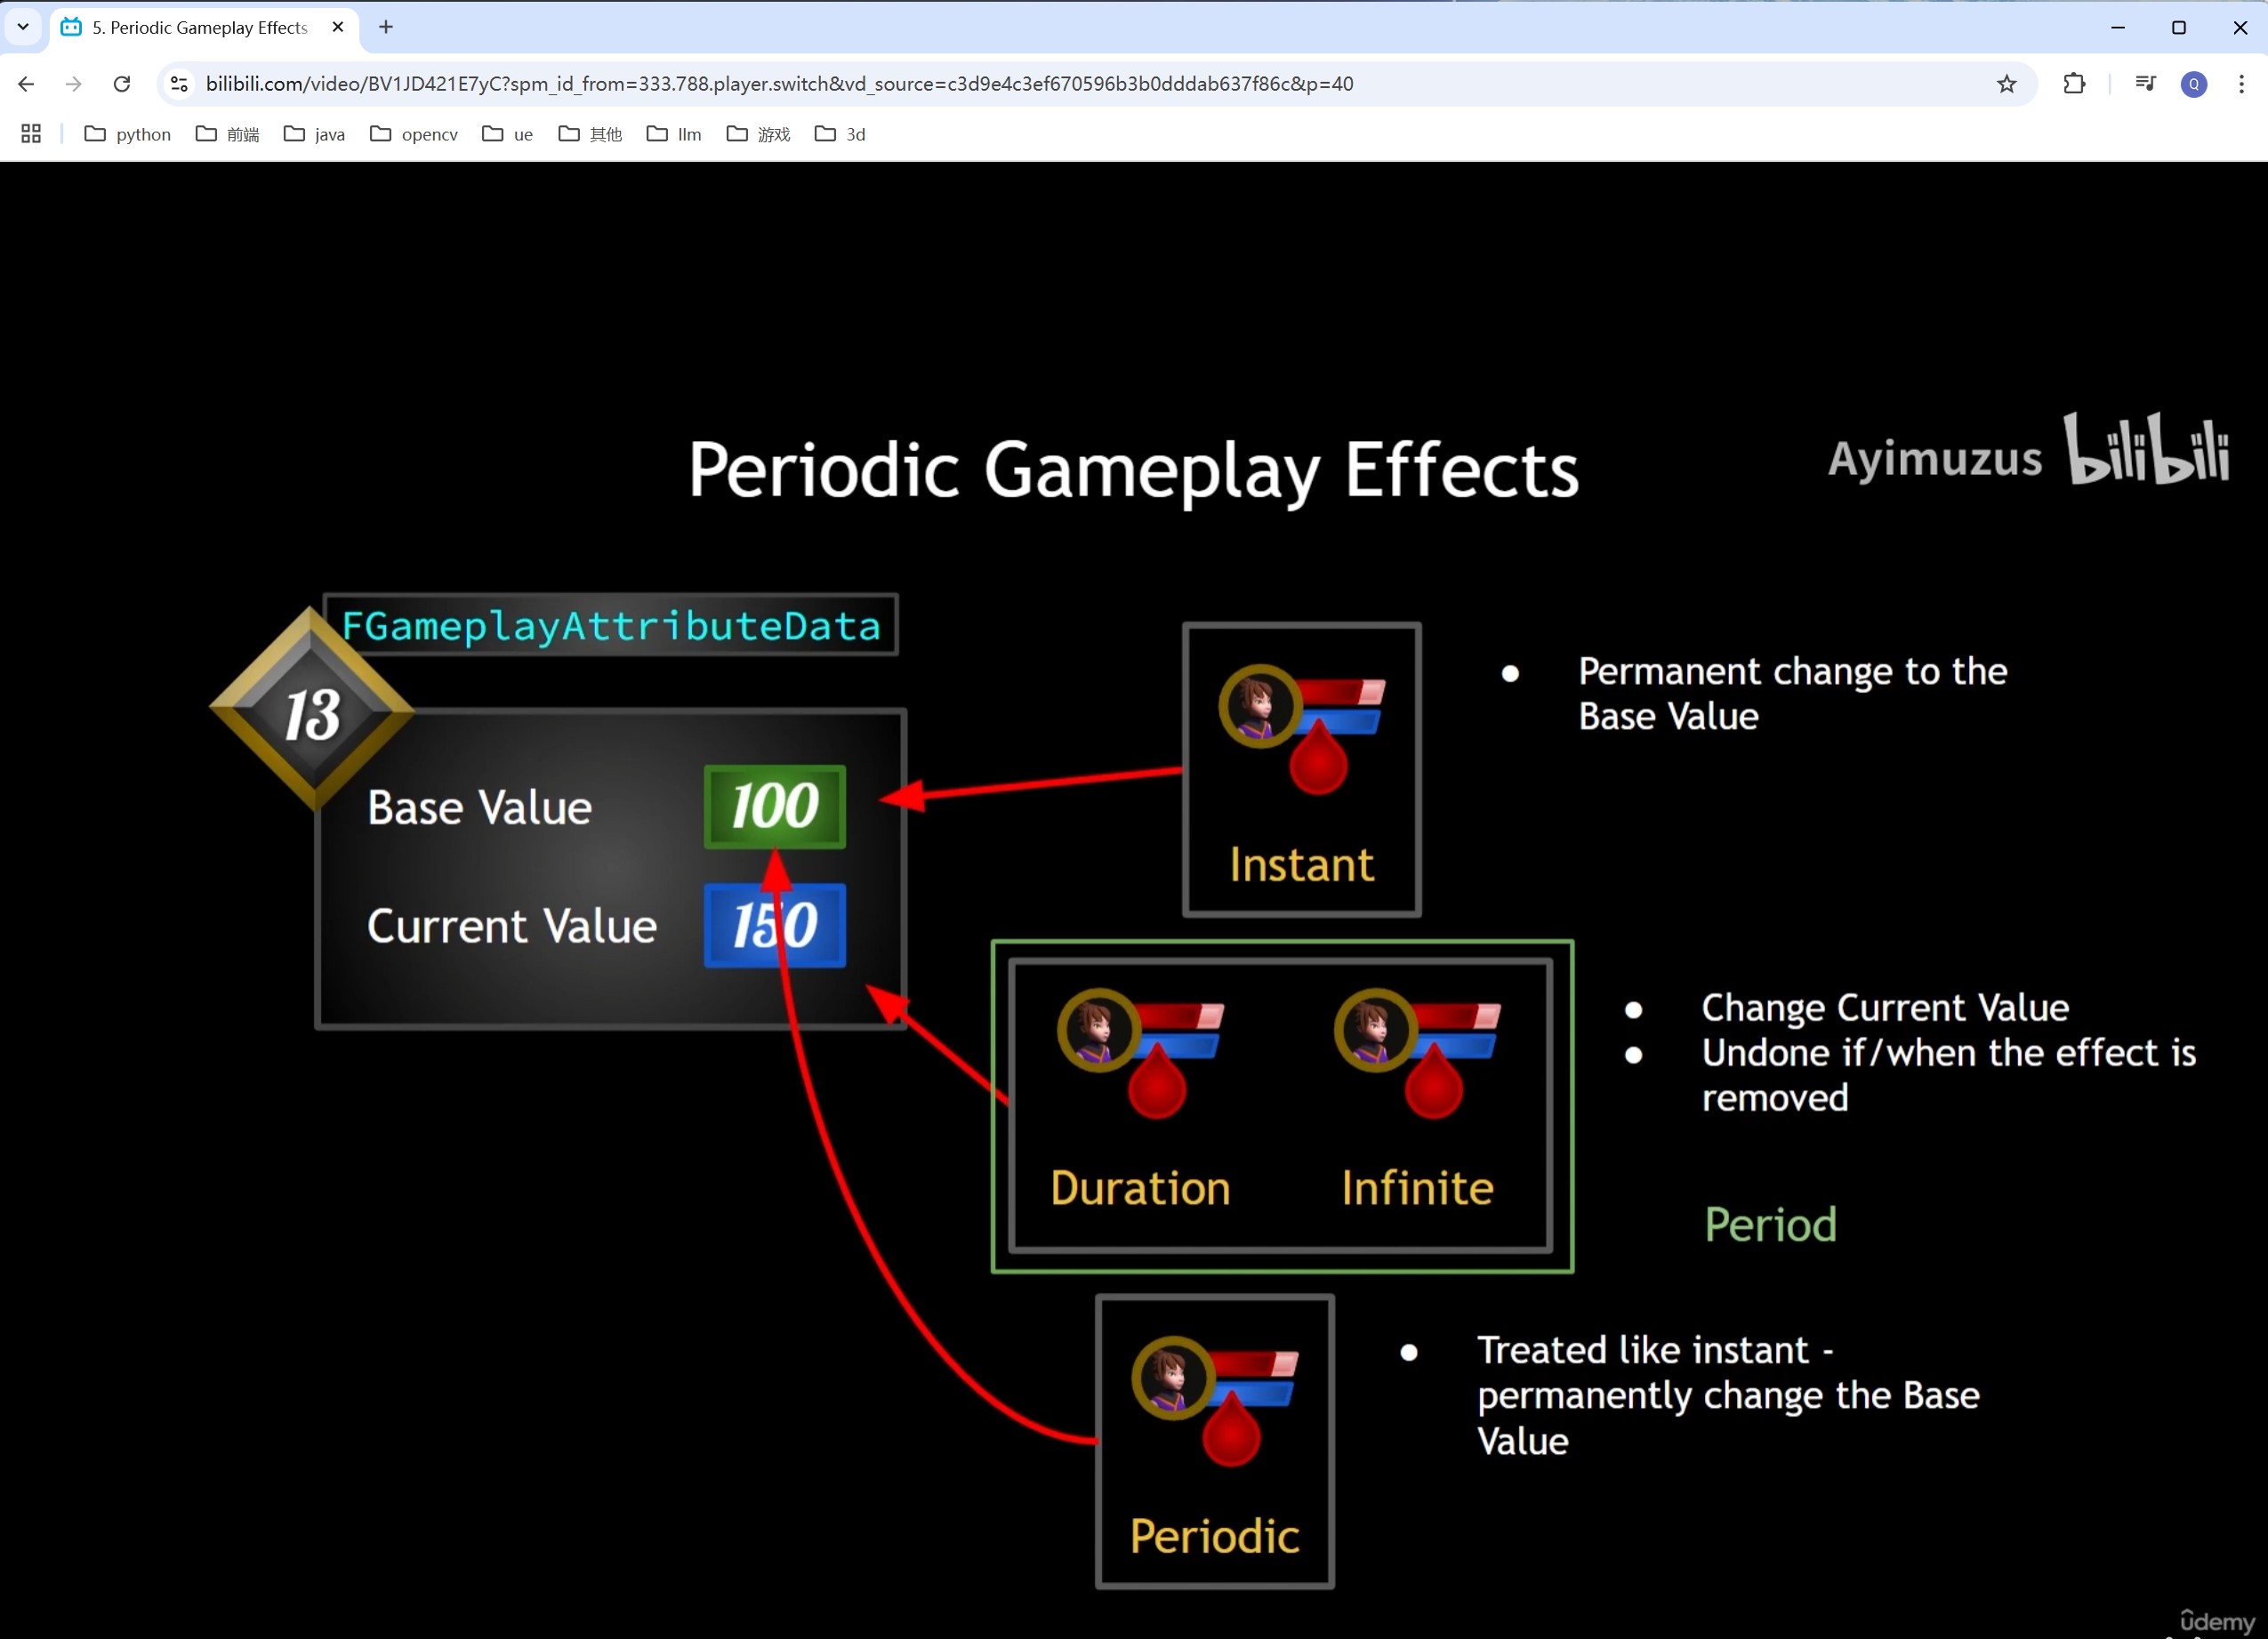 5. Periodic Gameplay Effects
bilibili.com/video/BV1JD421E7yC?spm_id_from=333.788.player.switch&vd_source=c3d9e4c3ef670596b3b0dddab637f86c&p=40
Q
python 前端 java opencv ue 其他 llm 游戏 3d
Periodic Gameplay Effects
Ayimuzus bilibili
FGameplayAttributeData
13
Base Value 100
Current Value 150
Instant
● Permanent change to the
Base Value
Duration Infinite
● Change Current Value
● Undone if/when the effect is
removed
Period
Periodic
● Treated like instant -
permanently change the Base
Value
ûdemy